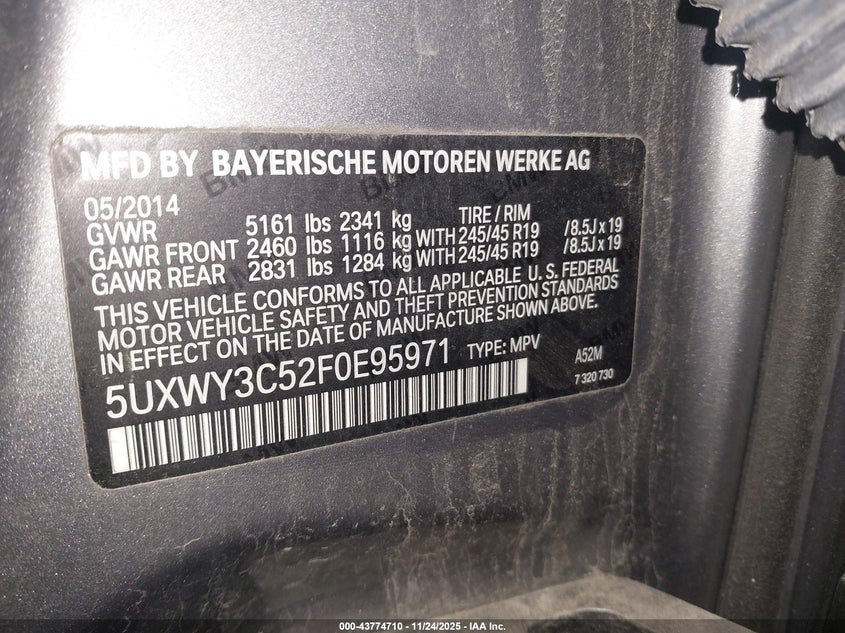 MFD BY BAYERISCHE MOTOREN WERKE AG
05/2014
GVWR 5161 lbs 2341 kg TIRE / RIM
GAWR FRONT 2460 lbs 1116 kg WITH 245/45 R19 / 8.5J x 19
GAWR REAR 2831 lbs 1284 kg WITH 245/45 R19 / 8.5J x 19
THIS VEHICLE CONFORMS TO ALL APPLICABLE U. S. FEDERAL
MOTOR VEHICLE SAFETY AND THEFT PREVENTION STANDARDS
IN EFFECT ON THE DATE OF MANUFACTURE SHOWN ABOVE.
5UXWY3C52F0E95971 TYPE: MPV A52M
7 320 730
000-43774710 - 11/24/2025 - IAA Inc.